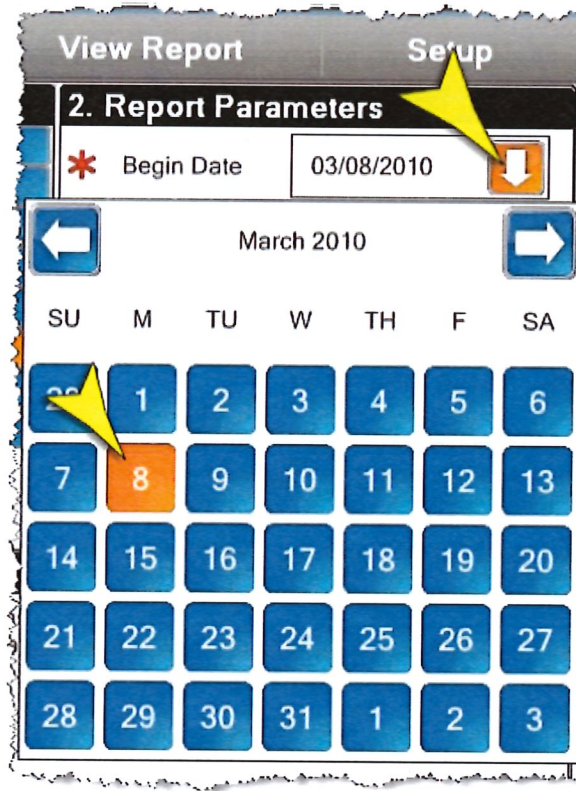 View Report Setup
2. Report Parameters
* Begin Date 03/08/2010
March 2010
SU M TU W TH F SA
1 2 3 4 5 6
7 8 9 10 11 12 13
14 15 16 17 18 19 20
21 22 23 24 25 26 27
28 29 30 31 1 2 3